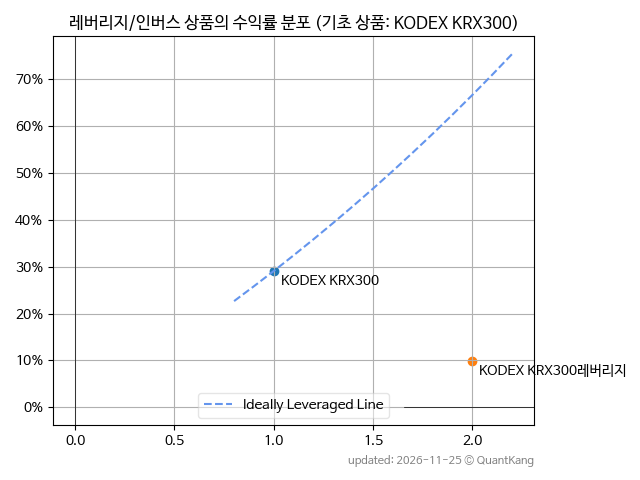 레버리지/인버스 상품의 수익률 분포 (기초 상품: KODEX KRX300)
70%
60%
50%
40%
30%
20%
10%
0%
KODEX KRX300
KODEX KRX300레버리지
Ideally Leveraged Line
0.0 0.5 1.0 1.5 2.0
updated: 2026-11-25 © QuantKang